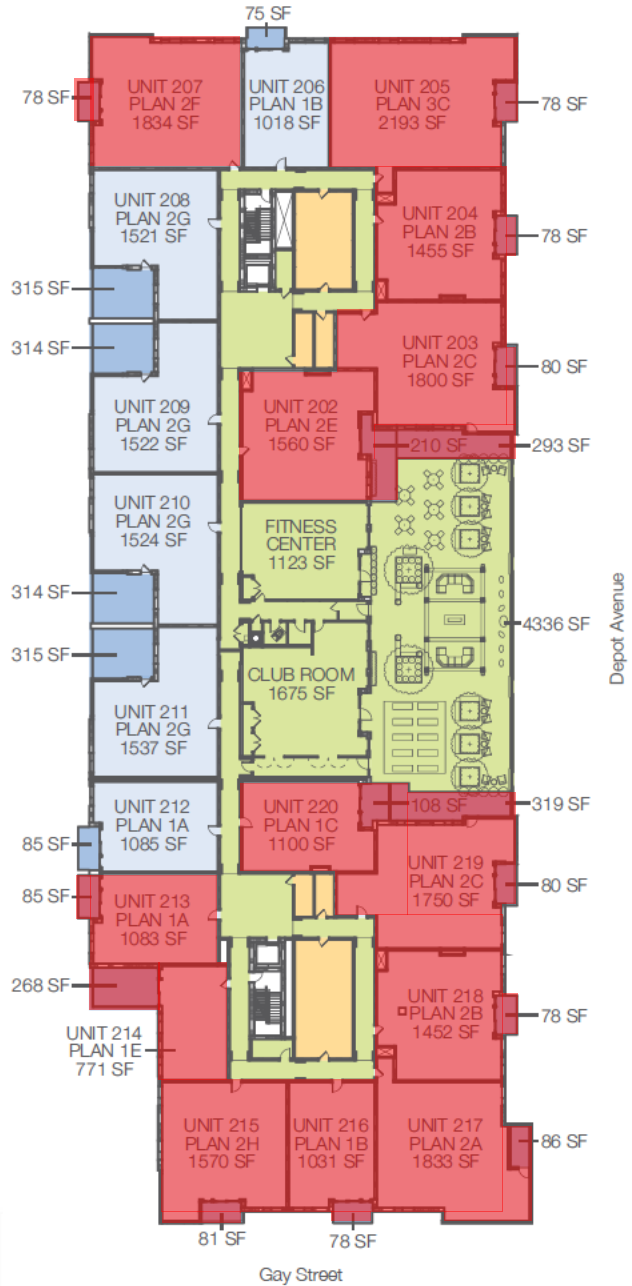 75 SF
UNIT 207
PLAN 2F
1834 SF
UNIT 206
PLAN 1B
1018 SF
UNIT 205
PLAN 3C
2193 SF
78 SF
78 SF
UNIT 208
PLAN 2G
1521 SF
UNIT 204
PLAN 2B
1455 SF
78 SF
315 SF
314 SF
UNIT 203
PLAN 2C
1800 SF
80 SF
UNIT 209
PLAN 2G
1522 SF
UNIT 202
PLAN 2E
1560 SF
210 SF
293 SF
UNIT 210
PLAN 2G
1524 SF
FITNESS
CENTER
1123 SF
314 SF
315 SF
4336 SF
Depot Avenue
CLUB ROOM
1675 SF
UNIT 211
PLAN 2G
1537 SF
UNIT 212
PLAN 1A
1085 SF
UNIT 220
PLAN 1C
1100 SF
108 SF
319 SF
85 SF
85 SF
UNIT 213
PLAN 1A
1083 SF
UNIT 219
PLAN 2C
1750 SF
80 SF
268 SF
UNIT 218
PLAN 2B
1452 SF
78 SF
UNIT 214
PLAN 1E
771 SF
UNIT 215
PLAN 2H
1570 SF
UNIT 216
PLAN 1B
1031 SF
UNIT 217
PLAN 2A
1833 SF
86 SF
81 SF
78 SF
Gay Street